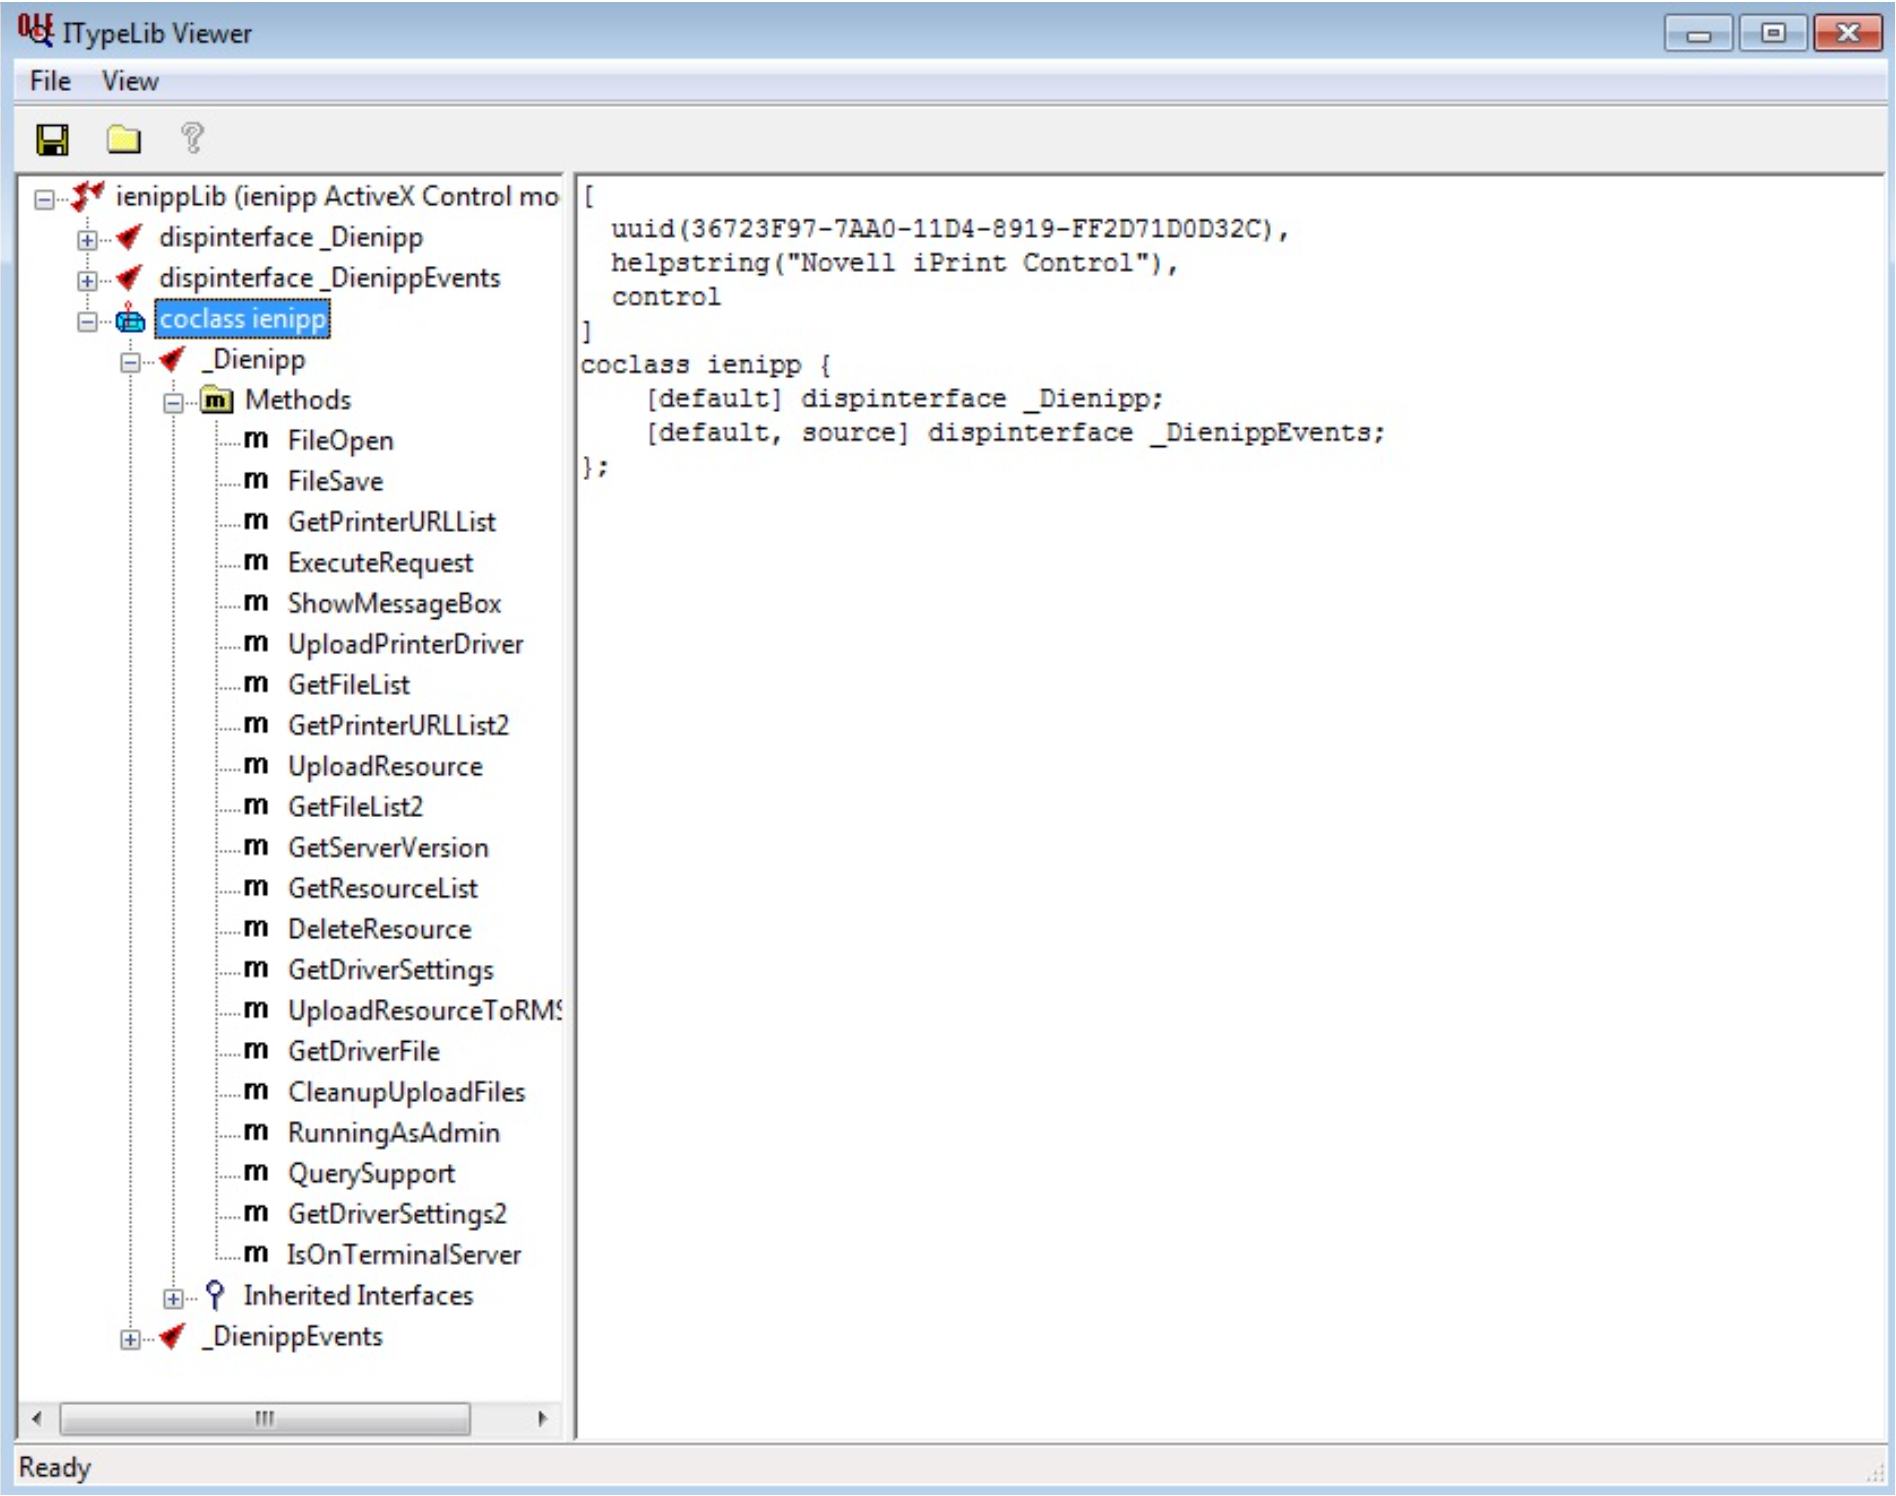 ITypeLib Viewer
File View
ienippLib (ienipp ActiveX Control mo
dispinterface _Dienipp
dispinterface _DienippEvents
coclass ienipp
_Dienipp
Methods
m FileOpen
m FileSave
m GetPrinterURLList
m ExecuteRequest
m ShowMessageBox
m UploadPrinterDriver
m GetFileList
m GetPrinterURLList2
m UploadResource
m GetFileList2
m GetServerVersion
m GetResourceList
m DeleteResource
m GetDriverSettings
m UploadResourceToRMS
m GetDriverFile
m CleanupUploadFiles
m RunningAsAdmin
m QuerySupport
m GetDriverSettings2
m IsOnTerminalServer
Inherited Interfaces
_DienippEvents
[
uuid(36723F97-7AA0-11D4-8919-FF2D71D0D32C),
helpstring("Novell iPrint Control"),
control
]
coclass ienipp {
[default] dispinterface _Dienipp;
[default, source] dispinterface _DienippEvents;
};
Ready